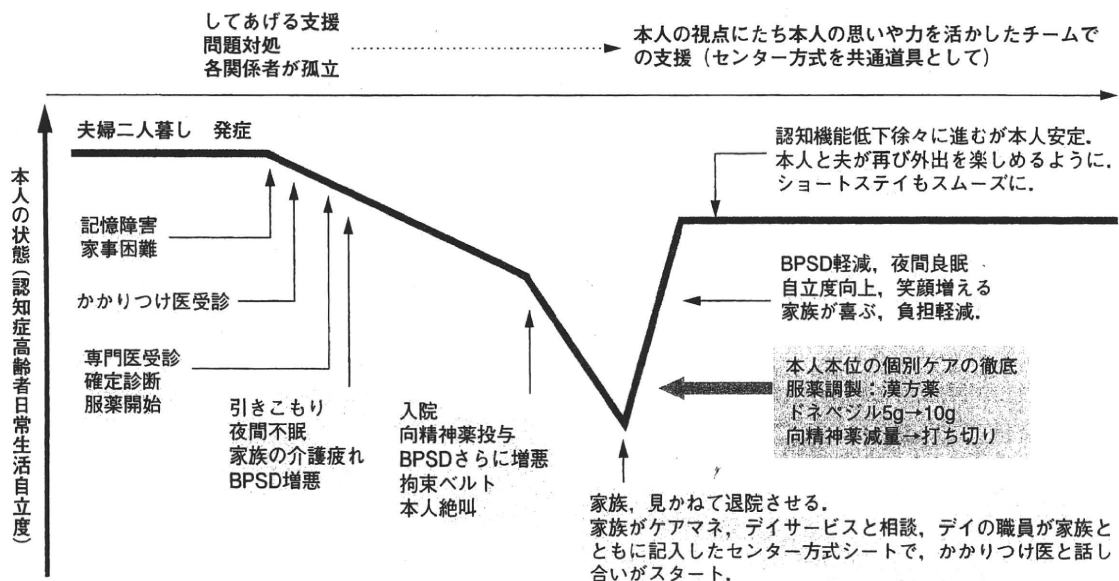 してあげる支援
問題対処
各関係者が孤立
本人の視点にたち本人の思いや力を活かしたチームで
の支援（センター方式を共通道具として）
夫婦二人暮し　発症
本人の状態（認知症高齢者日常生活自立度）
認知機能低下徐々に進むが本人安定．
本人と夫が再び外出を楽しめるように．
ショートステイもスムーズに．
記憶障害
家事困難
かかりつけ医受診
専門医受診
確定診断
服薬開始
引きこもり
夜間不眠
家族の介護疲れ
BPSD増悪
入院
向精神薬投与
BPSDさらに増悪
拘束ベルト
本人絶叫
BPSD軽減，夜間良眠
自立度向上，笑顔増える
家族が喜ぶ，負担軽減．
本人本位の個別ケアの徹底
服薬調製：漢方薬
ドネペジル5g→10g
向精神薬減量→打ち切り
家族，見かねて退院させる．
家族がケアマネ，デイサービスと相談，デイの職員が家族と
ともに記入したセンター方式シートで，かかりつけ医と話し
合いがスタート．